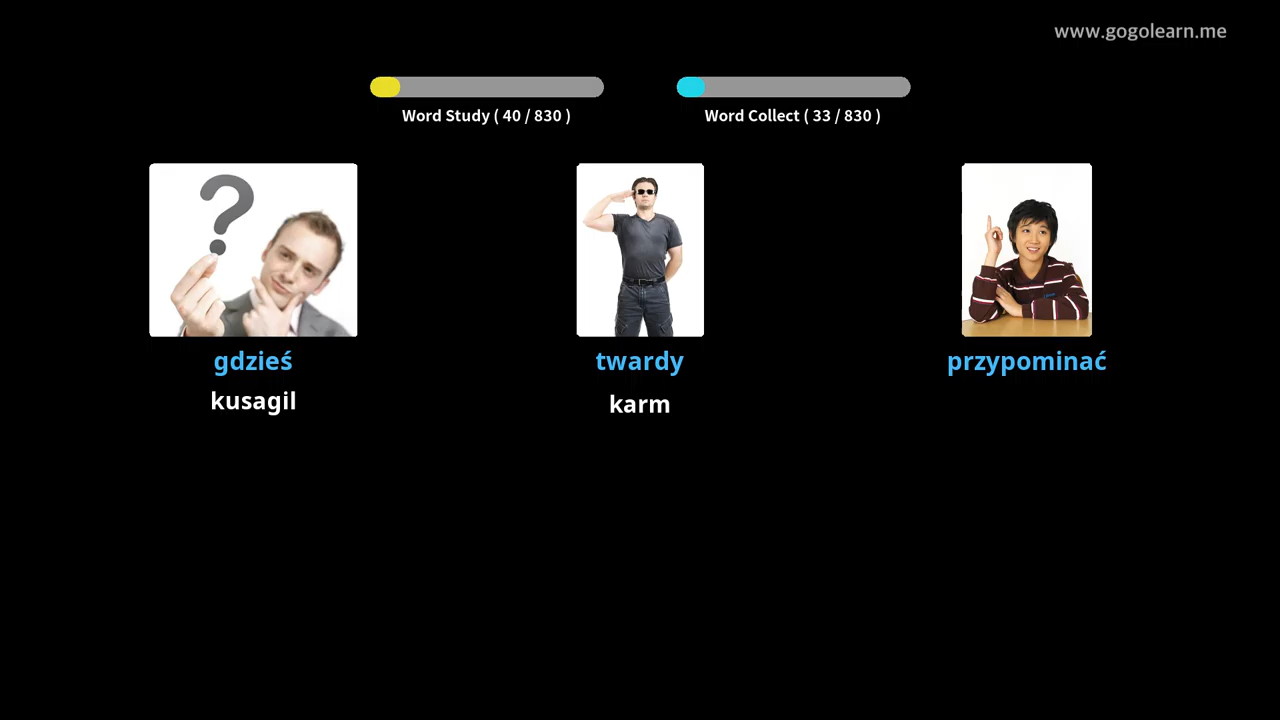 www.gogolearn.me
Word Study ( 40 / 830 )
Word Collect ( 33 / 830 )
gdzieś
twardy
przypominać
kusagil
karm